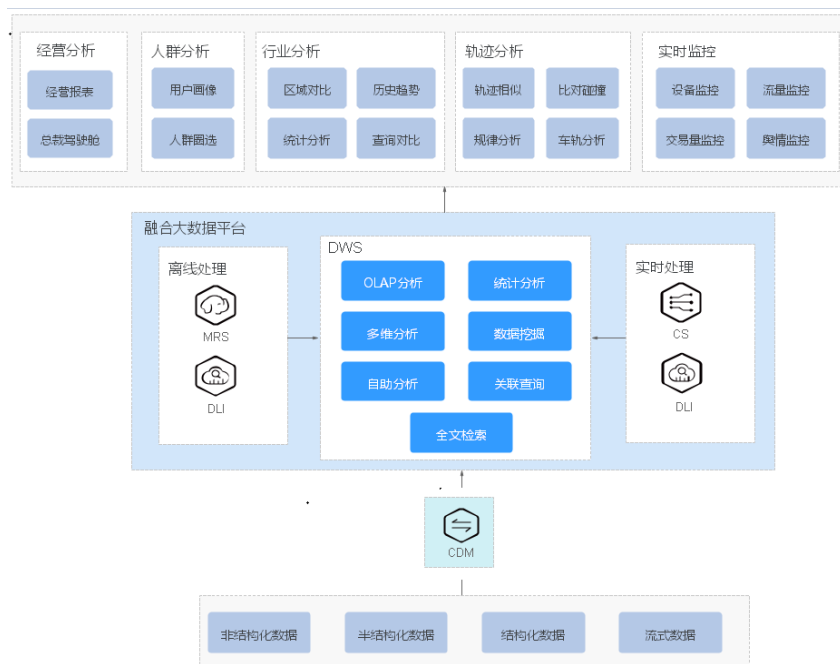 经营分析
人群分析
行业分析
轨迹分析
实时监控
经营报表
用户画像
区域对比
历史趋势
轨迹相似
比对碰撞
设备监控
流量监控
总裁驾驶舱
人群圈选
统计分析
查询对比
规律分析
车轨分析
交易量监控
舆情监控
融合大数据平台
离线处理
MRS
DLI
DWS
OLAP分析
统计分析
多维分析
数据挖掘
自助分析
关联查询
全文检索
实时处理
CS
DLI
CDM
非结构化数据
半结构化数据
结构化数据
流式数据